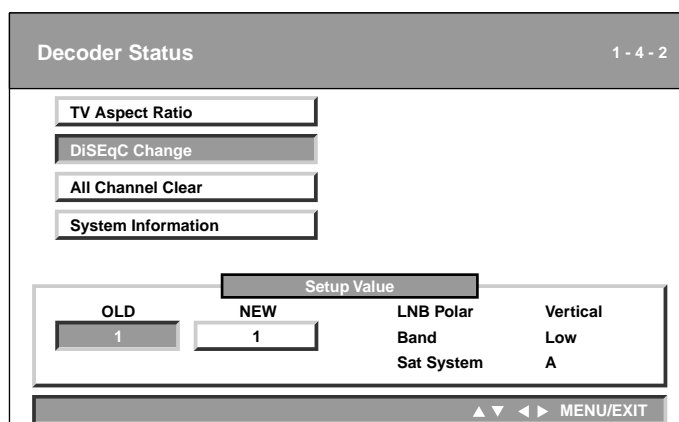 Decoder Status 1 - 4 - 2
TV Aspect Ratio
DiSEqC Change
All Channel Clear
System Information
Setup Value
OLD NEW LNB Polar Vertical
1 1 Band Low
Sat System A
▲▼ ◀▶ MENU/EXIT